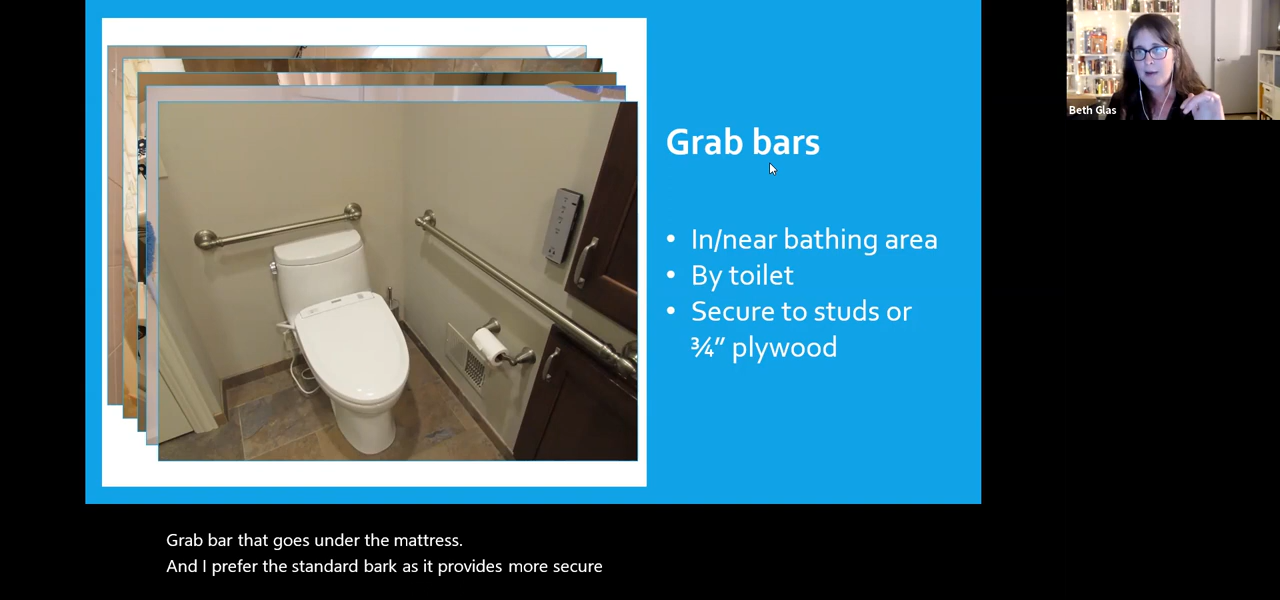 Grab bars
• In/near bathing area
• By toilet
• Secure to studs or
¾” plywood
Beth Glas
Grab bar that goes under the mattress.
And I prefer the standard bark as it provides more secure